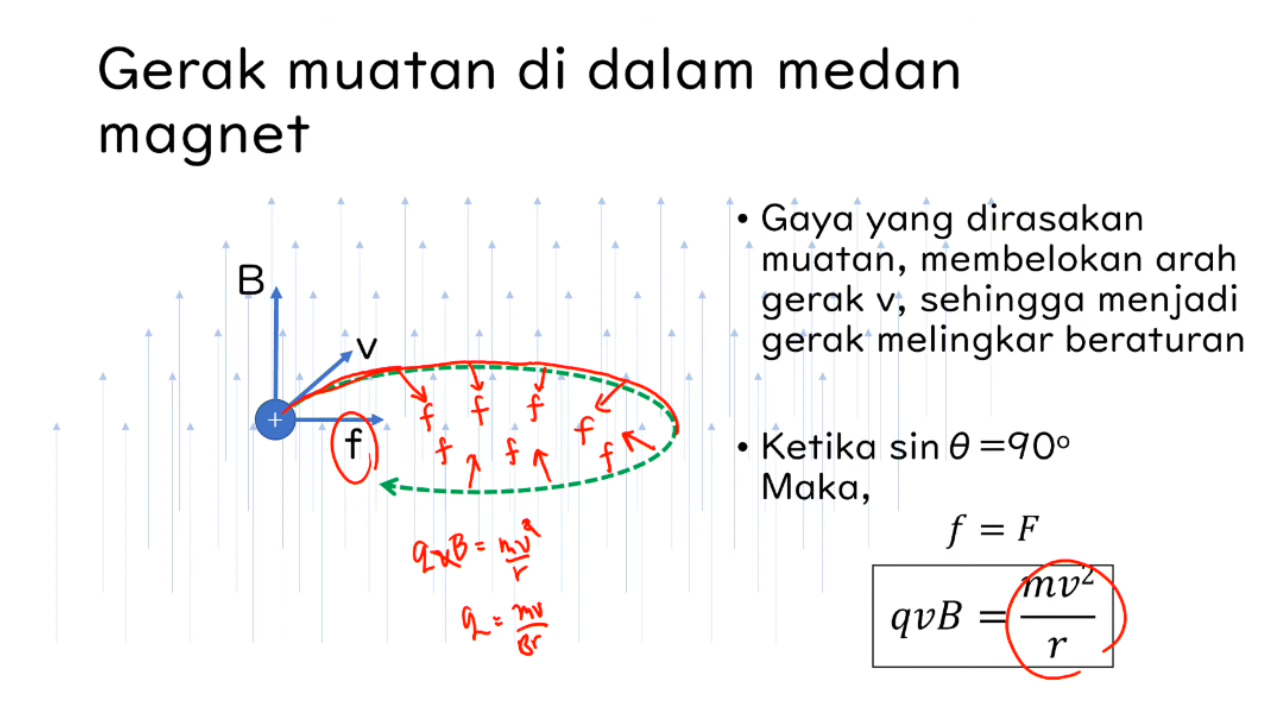 Gerak muatan di dalam medan
magnet
B
v
+
f
f
f
f
f
f
f
f
qvB = mv²/r
q = mv/Br
• Gaya yang dirasakan
muatan, membelokan arah
gerak v, sehingga menjadi
gerak melingkar beraturan
• Ketika sin θ =90°
Maka,
f = F
qvB = mv²/r